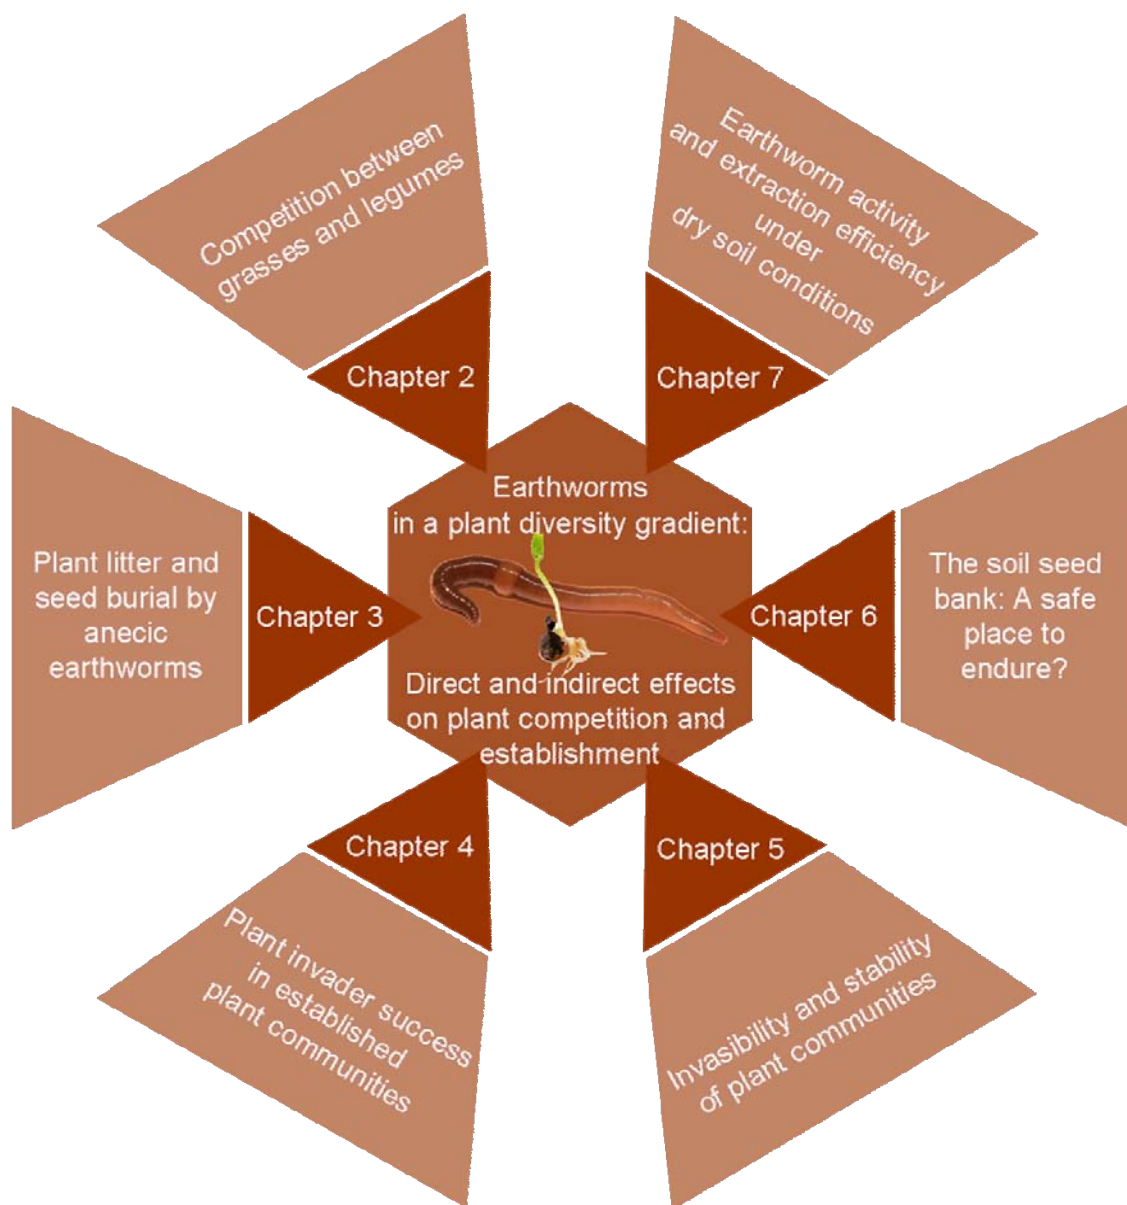 Competition between
grasses and legumes
Chapter 2
Earthworm activity
and extraction efficiency
under
dry soil conditions
Chapter 7
Plant litter and
seed burial by
anecic
earthworms
Chapter 3
Earthworms
in a plant diversity gradient:
Direct and indirect effects
on plant competition and
establishment
Chapter 6
The soil seed
bank: A safe
place to
endure?
Chapter 4
Plant invader success
in established
plant communities
Chapter 5
Invasibility and stability
of plant communities